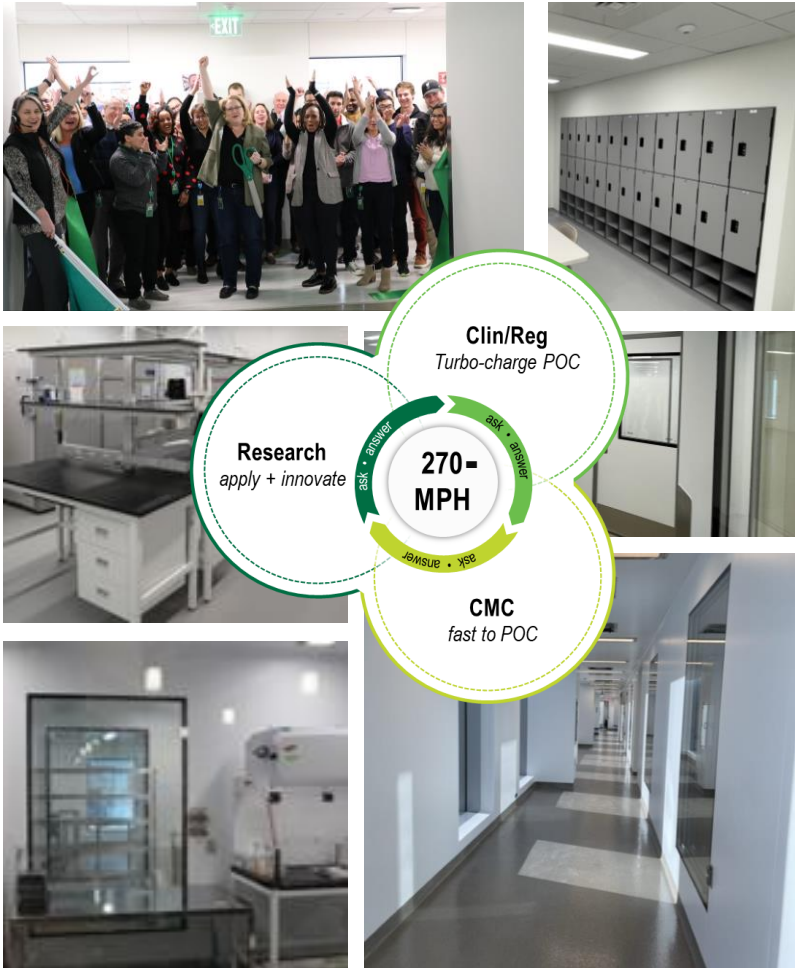 EXIT
Clin/Reg
Turbo-charge POC
Research
apply + innovate
ask • answer
ask • answer
270-
MPH
ask • answer
CMC
fast to POC